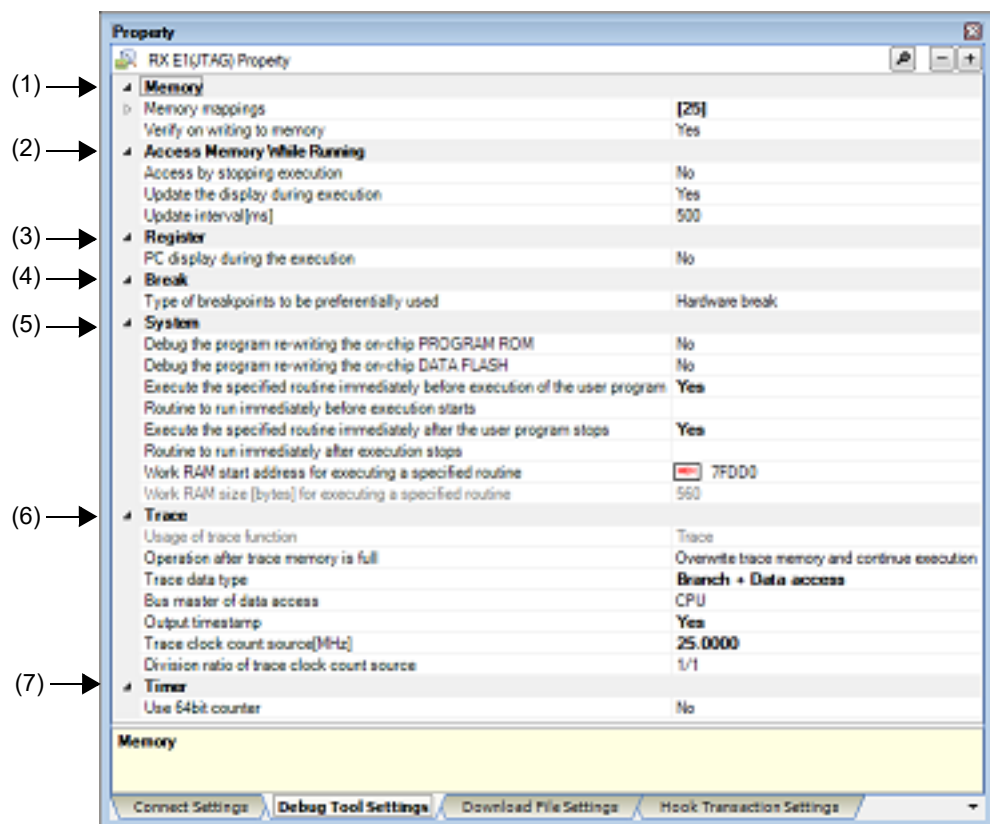 Property
RX E1(JTAG) Property
(1) Memory
Memory mappings [25]
Verify on writing to memory Yes
(2) Access Memory While Running
Access by stopping execution No
Update the display during execution Yes
Update interval[ms] 500
(3) Register
PC display during the execution No
(4) Break
Type of breakpoints to be preferentially used Hardware break
(5) System
Debug the program re-writing the on-chip PROGRAM ROM No
Debug the program re-writing the on-chip DATA FLASH No
Execute the specified routine immediately before execution of the user program Yes
Routine to run immediately before execution starts
Execute the specified routine immediately after the user program stops Yes
Routine to run immediately after execution stops
Work RAM start address for executing a specified routine 7FDD0
Work RAM size [bytes] for executing a specified routine 560
(6) Trace
Usage of trace function Trace
Operation after trace memory is full Overwrite trace memory and continue execution
Trace data type Branch + Data access
Bus master of data access CPU
Output timestamp Yes
Trace clock count source[MHz] 25.0000
Division ratio of trace clock count source 1/1
(7) Timer
Use 64bit counter No
Memory
Connect Settings Debug Tool Settings Download File Settings Hook Transaction Settings